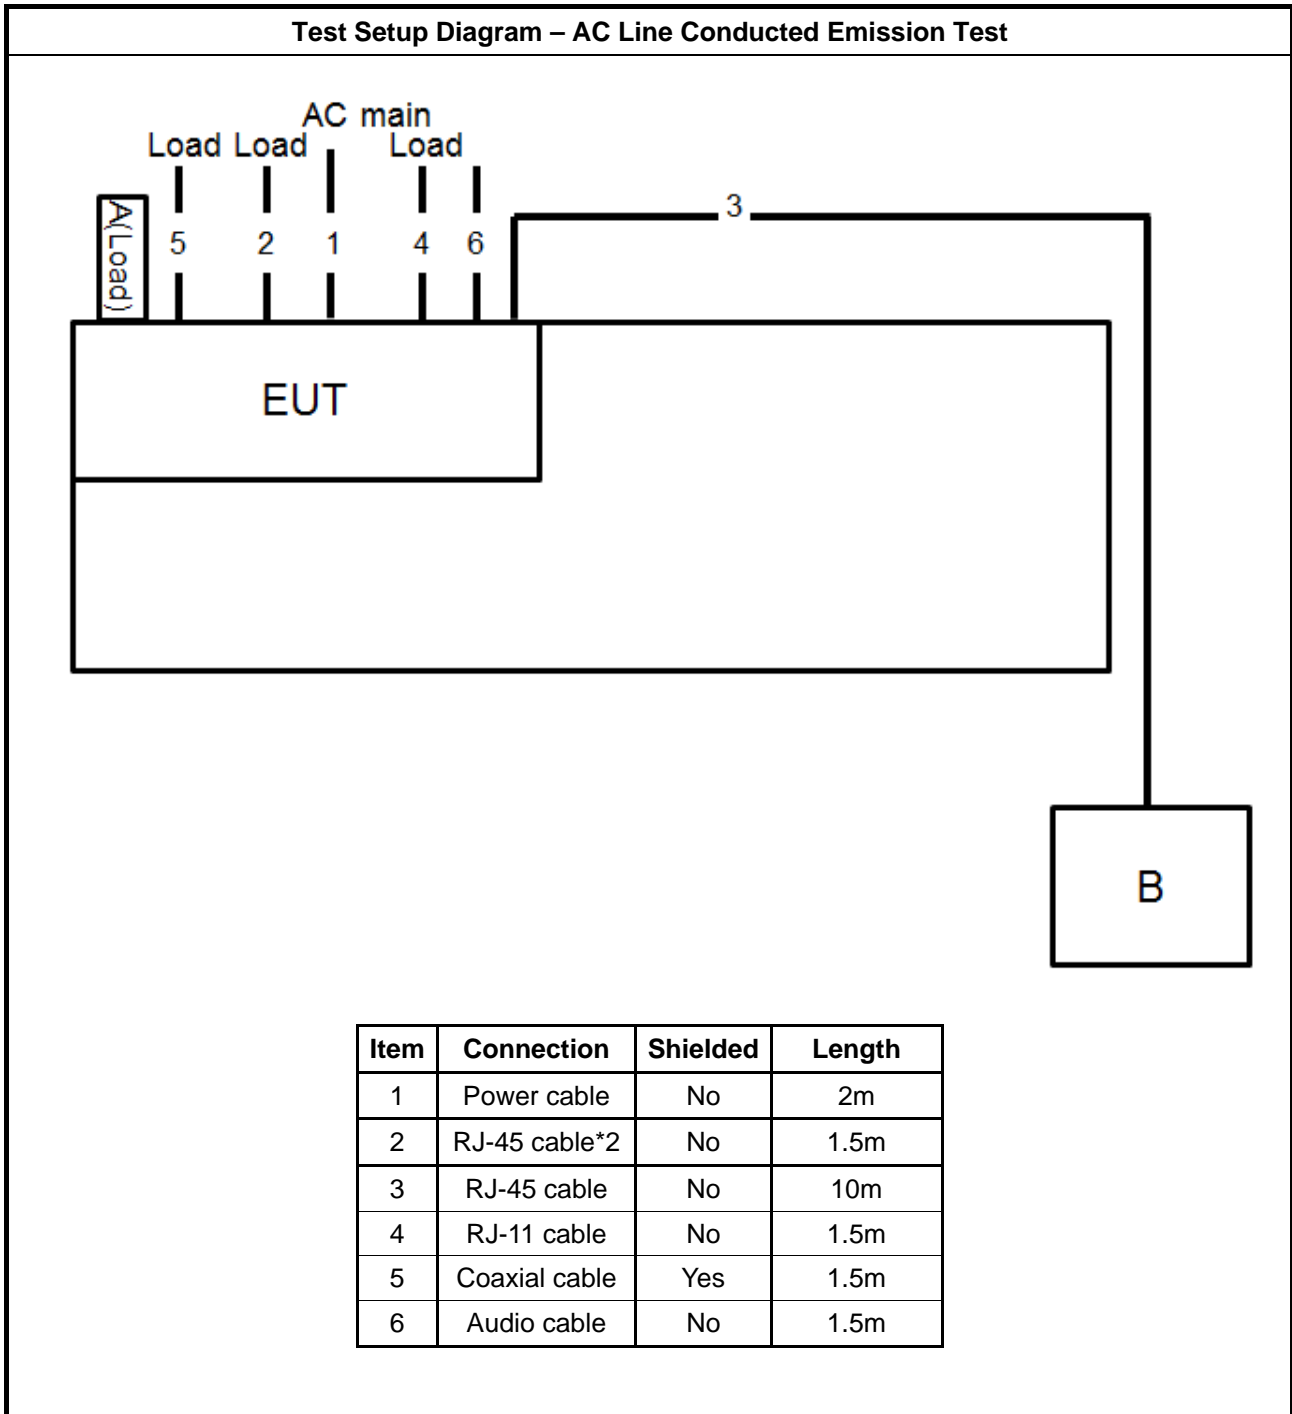 Test Setup Diagram – AC Line Conducted Emission Test
AC main
Load Load Load
A(Load)
5 2 1 4 6
3
EUT
B
Item Connection Shielded Length
1 Power cable No 2m
2 RJ-45 cable*2 No 1.5m
3 RJ-45 cable No 10m
4 RJ-11 cable No 1.5m
5 Coaxial cable Yes 1.5m
6 Audio cable No 1.5m